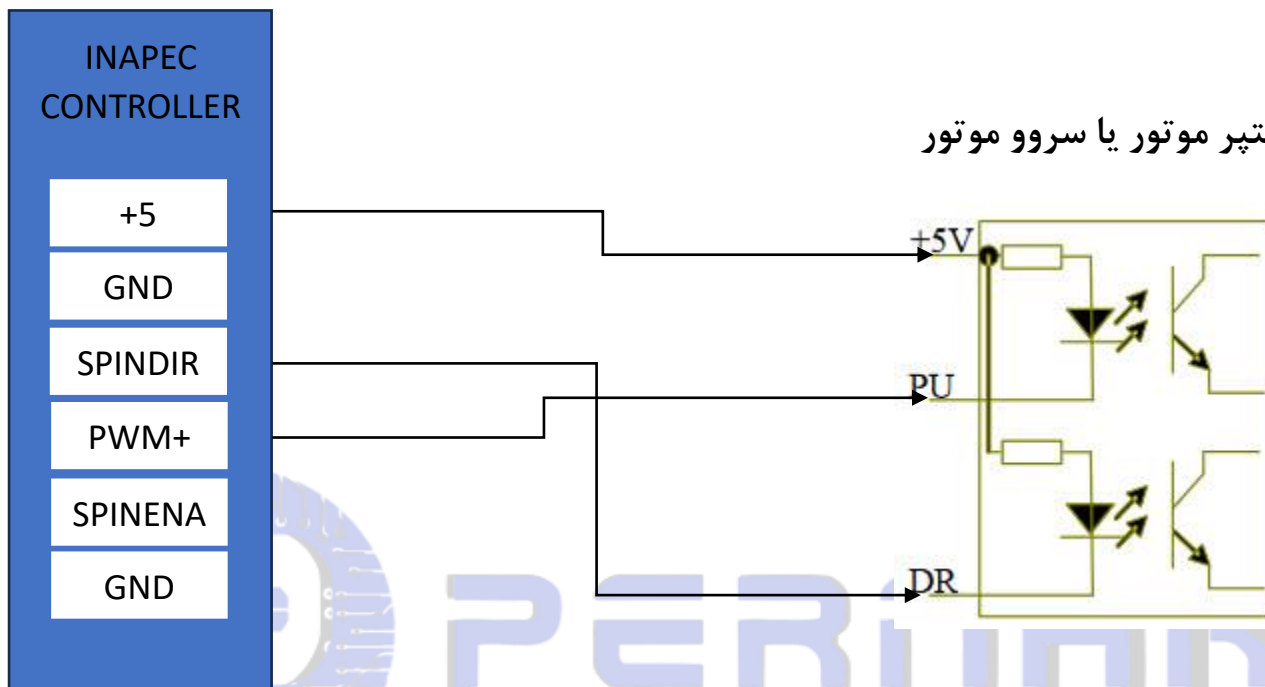 INAPEC
CONTROLLER
+5
GND
SPINDIR
PWM+
SPINENA
GND
موتور یا سروو موتور
+5V
PU
DR